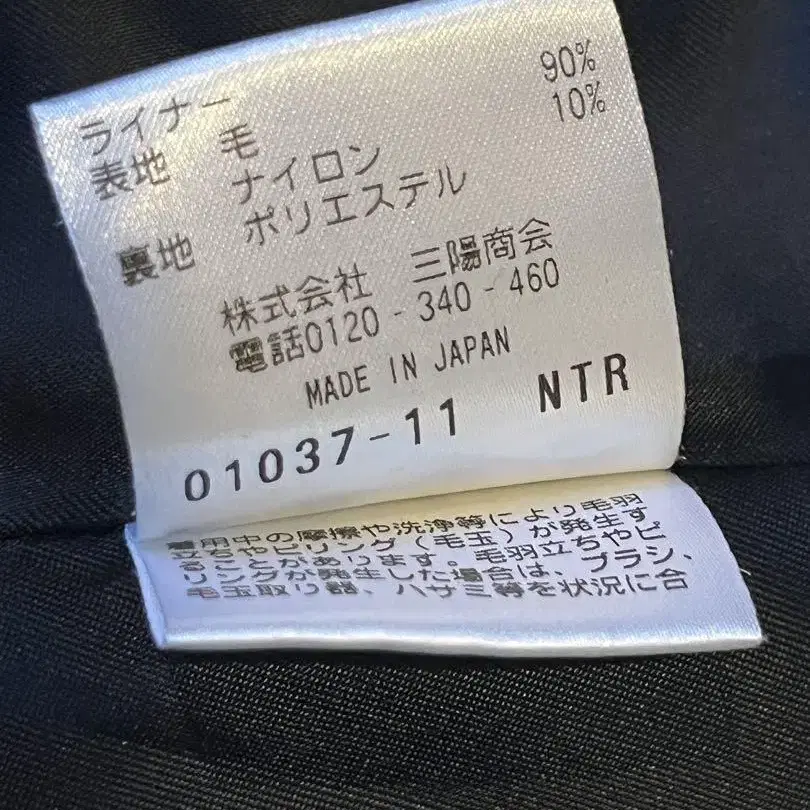 ライナー
表地 毛 90%
ナイロン 10%
裏地 ポリエステル
株式会社 三陽商会
電話0120-340-460
MADE IN JAPAN
01037-11 NTR
着用中の摩擦や洗浄等により毛羽
立ちやピリング(毛玉)が発生す
ることがあります。毛羽立ちやピ
リングが発生した場合は、ブラシ、
毛玉取り器、ハサミ等を状況に合